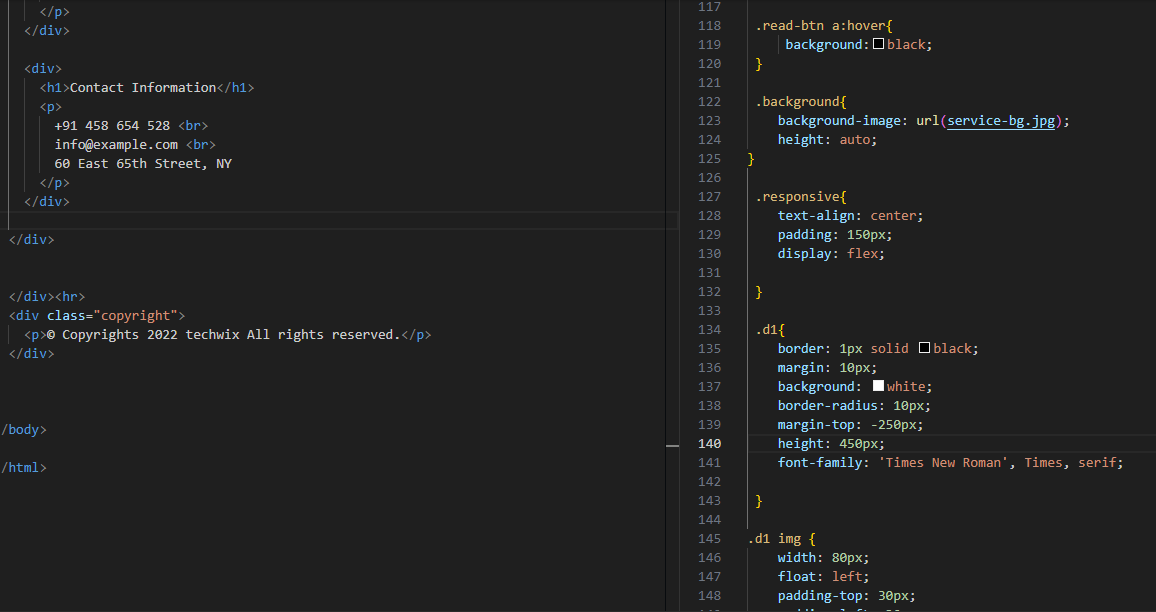 </p>
</div>
<div>
<h1>Contact Information</h1>
<p>
+91 458 654 528 <br>
info@example.com <br>
60 East 65th Street, NY
</p>
</div>
</div>
</div><hr>
<div class="copyright">
<p>© Copyrights 2022 techwix All rights reserved.</p>
</div>
/body>
/html>
117
118 .read-btn a:hover{
119 background: black;
120 }
121
122 .background{
123 background-image: url(service-bg.jpg);
124 height: auto;
125 }
126
127 .responsive{
128 text-align: center;
129 padding: 150px;
130 display: flex;
131
132 }
133
134 .d1{
135 border: 1px solid black;
136 margin: 10px;
137 background: white;
138 border-radius: 10px;
139 margin-top: -250px;
140 height: 450px;
141 font-family: 'Times New Roman', Times, serif;
142
143 }
144
145 .d1 img {
146 width: 80px;
147 float: left;
148 padding-top: 30px;